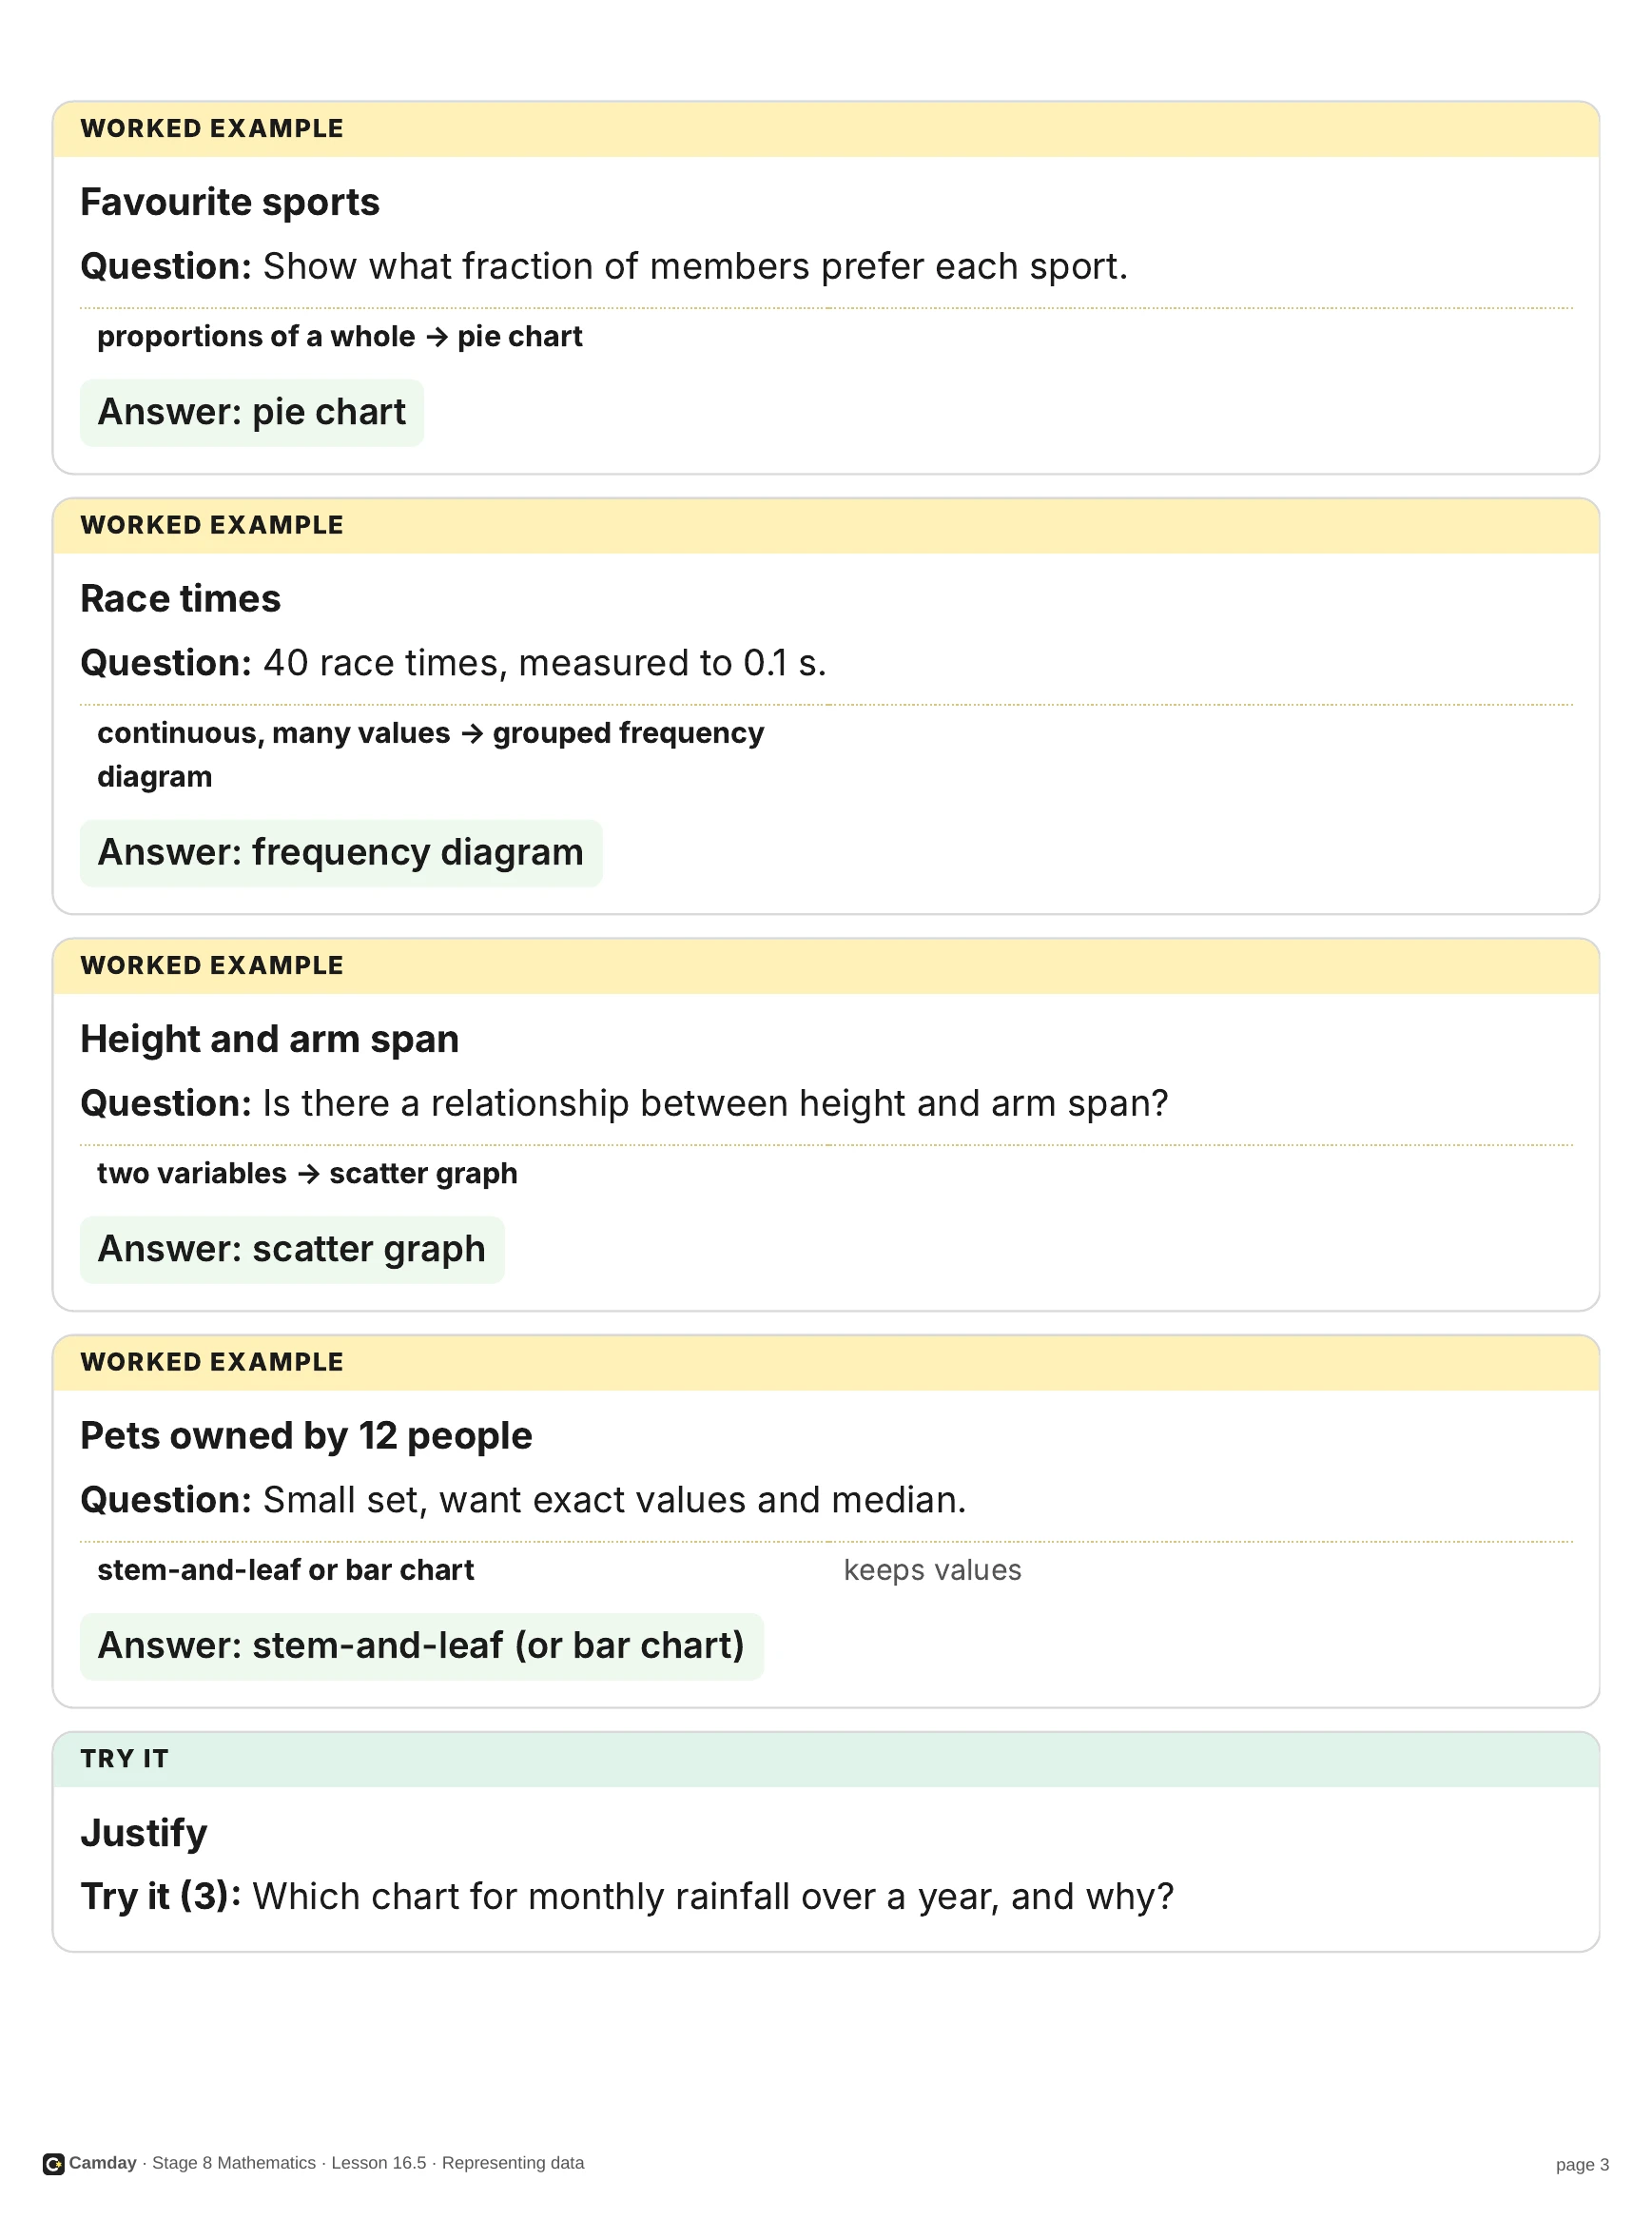 WORKED EXAMPLE
Favourite sports
Question: Show what fraction of members prefer each sport.
proportions of a whole → pie chart
Answer: pie chart
WORKED EXAMPLE
Race times
Question: 40 race times, measured to 0.1 s.
continuous, many values → grouped frequency
diagram
Answer: frequency diagram
WORKED EXAMPLE
Height and arm span
Question: Is there a relationship between height and arm span?
two variables → scatter graph
Answer: scatter graph
WORKED EXAMPLE
Pets owned by 12 people
Question: Small set, want exact values and median.
stem-and-leaf or bar chart keeps values
Answer: stem-and-leaf (or bar chart)
TRY IT
Justify
Try it (3): Which chart for monthly rainfall over a year, and why?
Camday · Stage 8 Mathematics · Lesson 16.5 · Representing data page 3